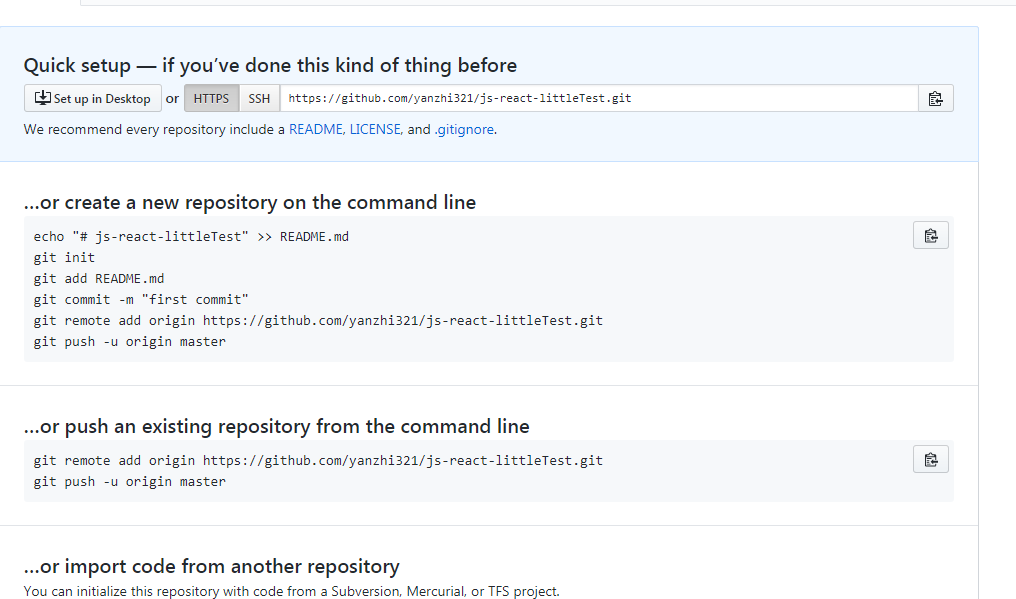 Quick setup — if you’ve done this kind of thing before
Set up in Desktop or HTTPS SSH https://github.com/yanzhi321/js-react-littleTest.git
We recommend every repository include a README, LICENSE, and .gitignore.
…or create a new repository on the command line
echo "# js-react-littleTest" >> README.md
git init
git add README.md
git commit -m "first commit"
git remote add origin https://github.com/yanzhi321/js-react-littleTest.git
git push -u origin master
…or push an existing repository from the command line
git remote add origin https://github.com/yanzhi321/js-react-littleTest.git
git push -u origin master
…or import code from another repository
You can initialize this repository with code from a Subversion, Mercurial, or TFS project.